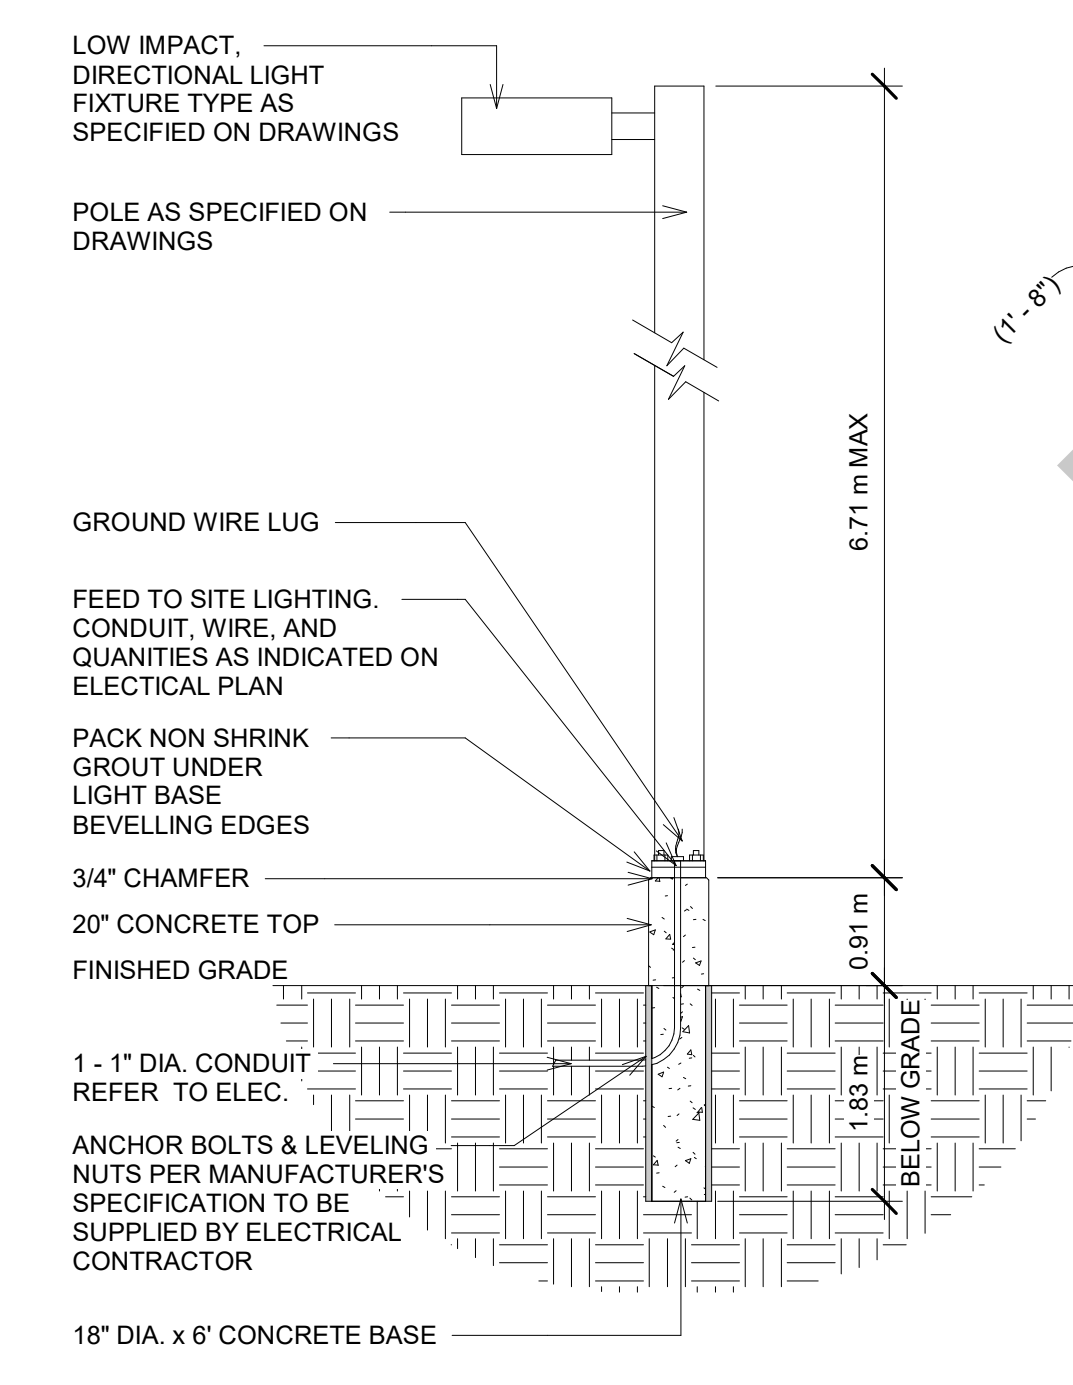 LOW IMPACT,
DIRECTIONAL LIGHT
FIXTURE TYPE AS
SPECIFIED ON DRAWINGS
POLE AS SPECIFIED ON
DRAWINGS
(1' - 8")
6.71 m MAX
GROUND WIRE LUG
FEED TO SITE LIGHTING.
CONDUIT, WIRE, AND
QUANITIES AS INDICATED ON
ELECTICAL PLAN
PACK NON SHRINK
GROUT UNDER
LIGHT BASE
BEVELLING EDGES
3/4" CHAMFER
20" CONCRETE TOP
0.91 m
FINISHED GRADE
1 - 1" DIA. CONDUIT
REFER  TO ELEC.
1.83 m
BELOW GRADE
ANCHOR BOLTS & LEVELING
NUTS PER MANUFACTURER'S
SPECIFICATION TO BE
SUPPLIED BY ELECTRICAL
CONTRACTOR
18" DIA. x 6' CONCRETE BASE